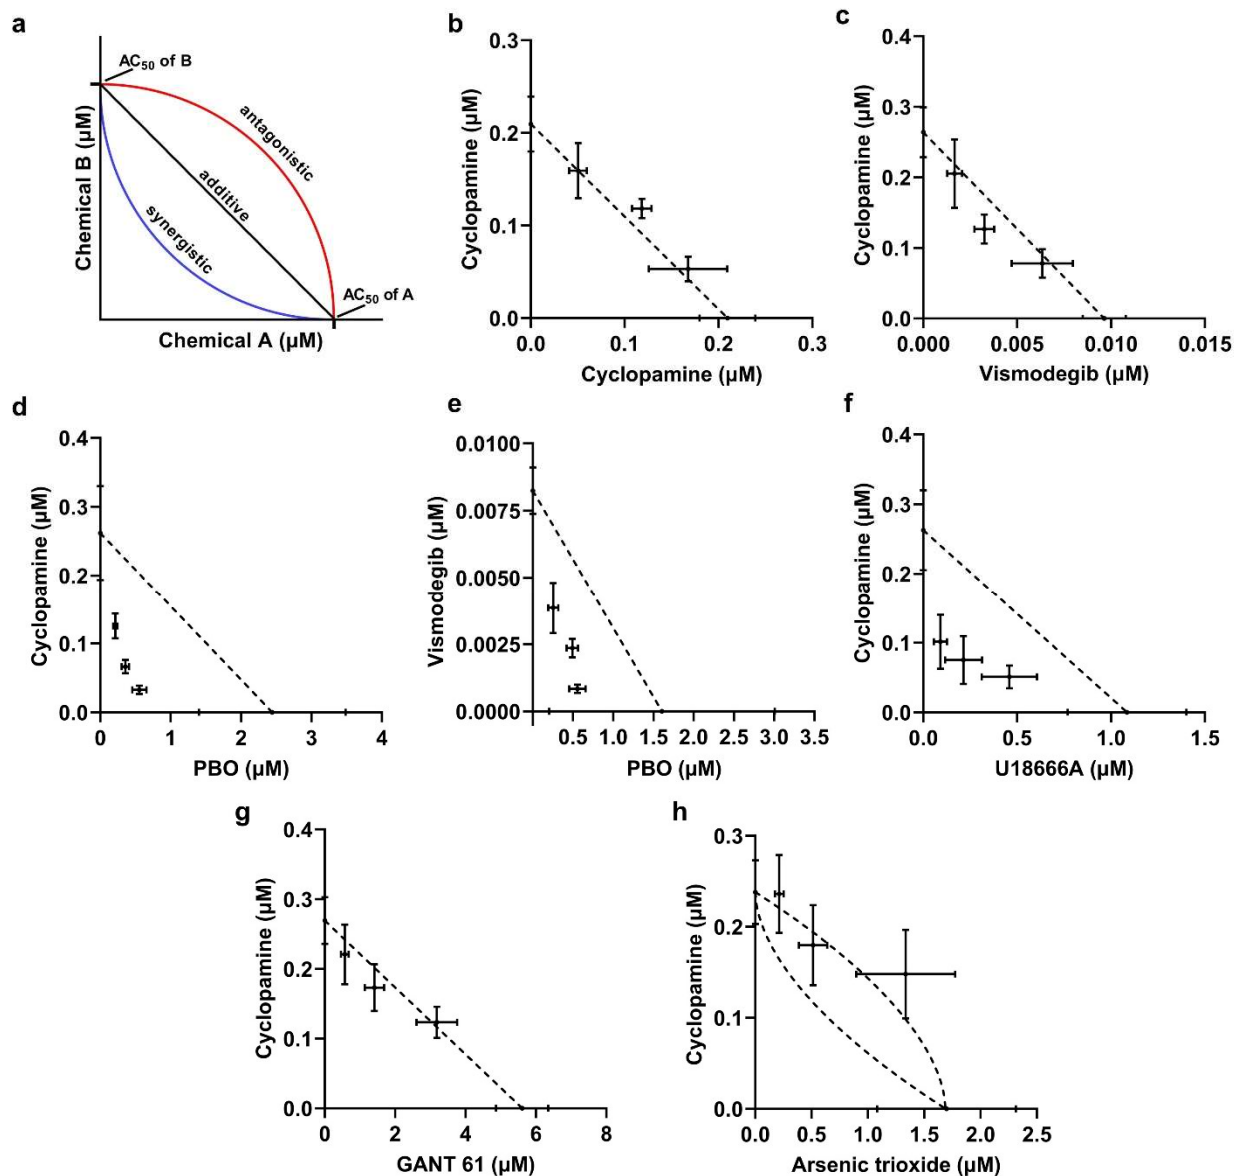 a
AC50 of B
antagonistic
additive
synergistic
AC50 of A
Chemical B (µM)
Chemical A (µM)
b
Cyclopamine (µM)
0.3
0.2
0.1
0.0
0.0 0.1 0.2 0.3
Cyclopamine (µM)
c
Cyclopamine (µM)
0.4
0.3
0.2
0.1
0.0
0.000 0.005 0.010 0.015
Vismodegib (µM)
d
Cyclopamine (µM)
0.4
0.3
0.2
0.1
0.0
0 1 2 3 4
PBO (µM)
e
Vismodegib (µM)
0.0100
0.0075
0.0050
0.0025
0.0000
0.5 1.5 2.0 2.5 3.0 3.5
PBO (µM)
f
Cyclopamine (µM)
0.4
0.3
0.2
0.1
0.0
0.0 0.5 1.0 1.5
U18666A (µM)
g
Cyclopamine (µM)
0.4
0.3
0.2
0.1
0.0
0 2 4 6 8
GANT 61 (µM)
h
Cyclopamine (µM)
0.3
0.2
0.1
0.0
0.0 0.5 1.0 1.5 2.0 2.5
Arsenic trioxide (µM)